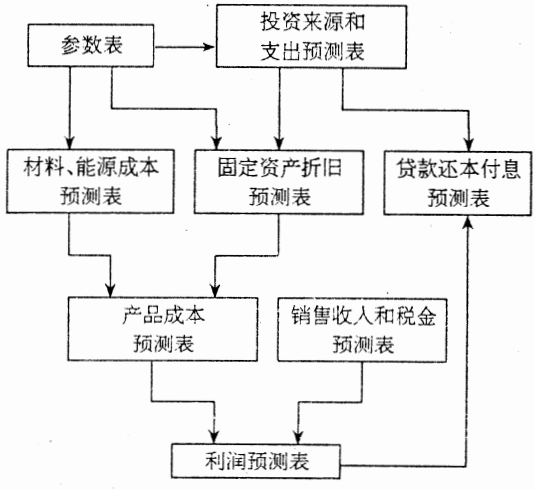 参数表
投资来源和
支出预测表
材料、能源成本
预测表
固定资产折旧
预测表
贷款还本付息
预测表
产品成本
预测表
销售收入和税金
预测表
利润预测表